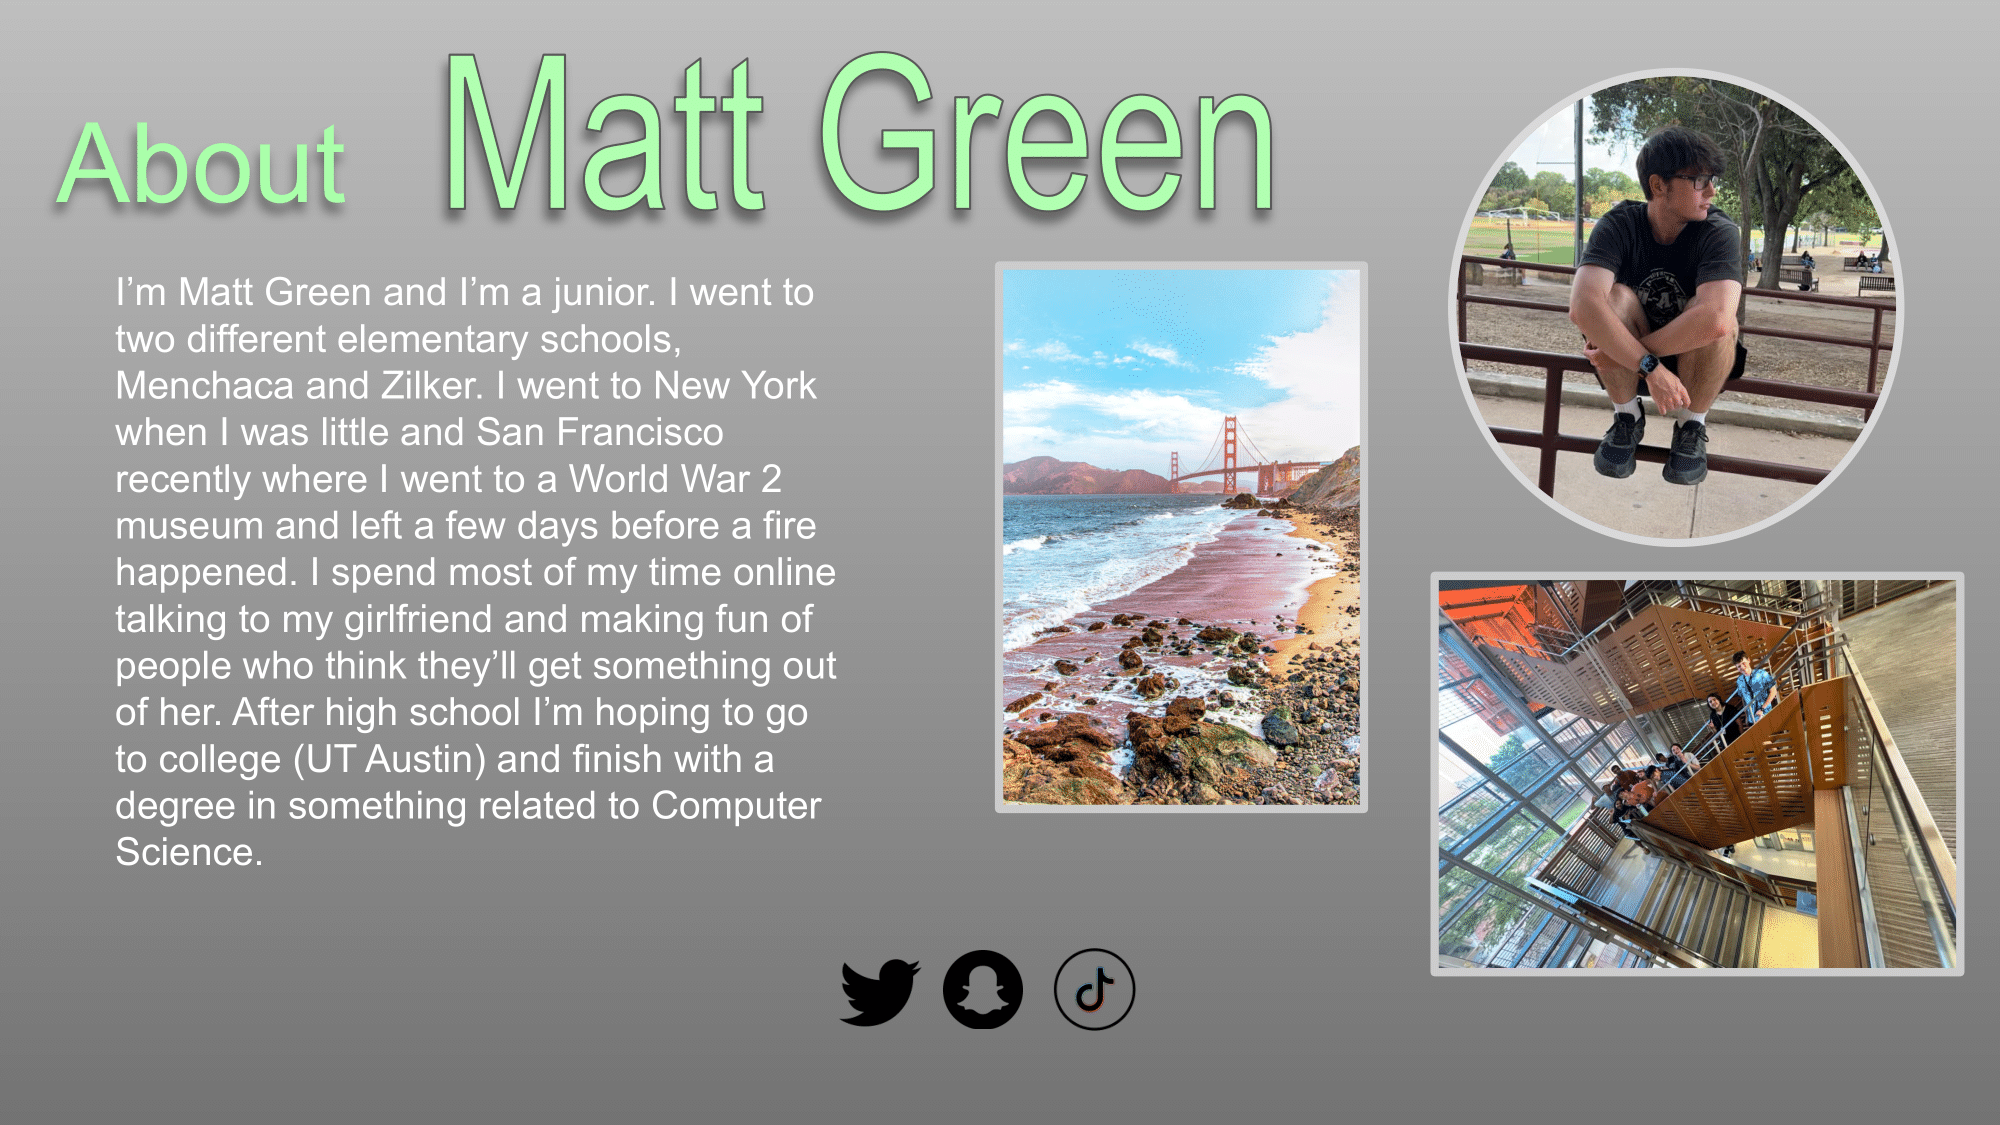 About Matt Green
I’m Matt Green and I’m a junior. I went to
two different elementary schools,
Menchaca and Zilker. I went to New York
when I was little and San Francisco
recently where I went to a World War 2
museum and left a few days before a fire
happened. I spend most of my time online
talking to my girlfriend and making fun of
people who think they’ll get something out
of her. After high school I’m hoping to go
to college (UT Austin) and finish with a
degree in something related to Computer
Science.